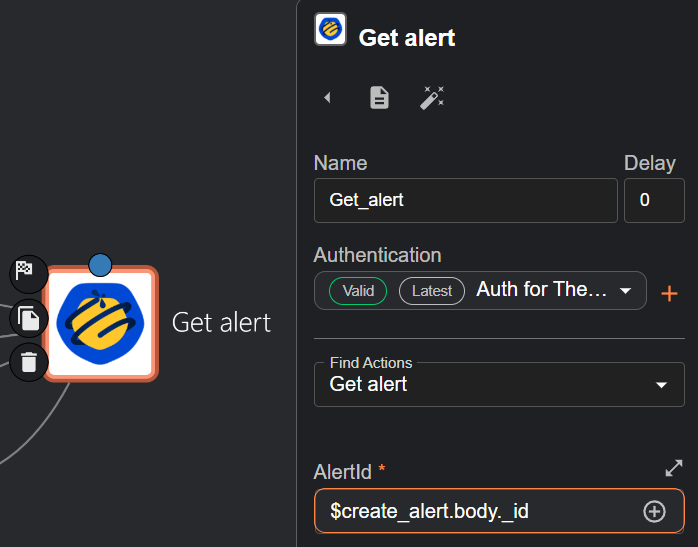 Get alert
Name
Delay
Get_alert
0
Authentication
Valid
Latest
Auth for The...
Get alert
Find Actions
Get alert
AlertId *
$create_alert.body._id